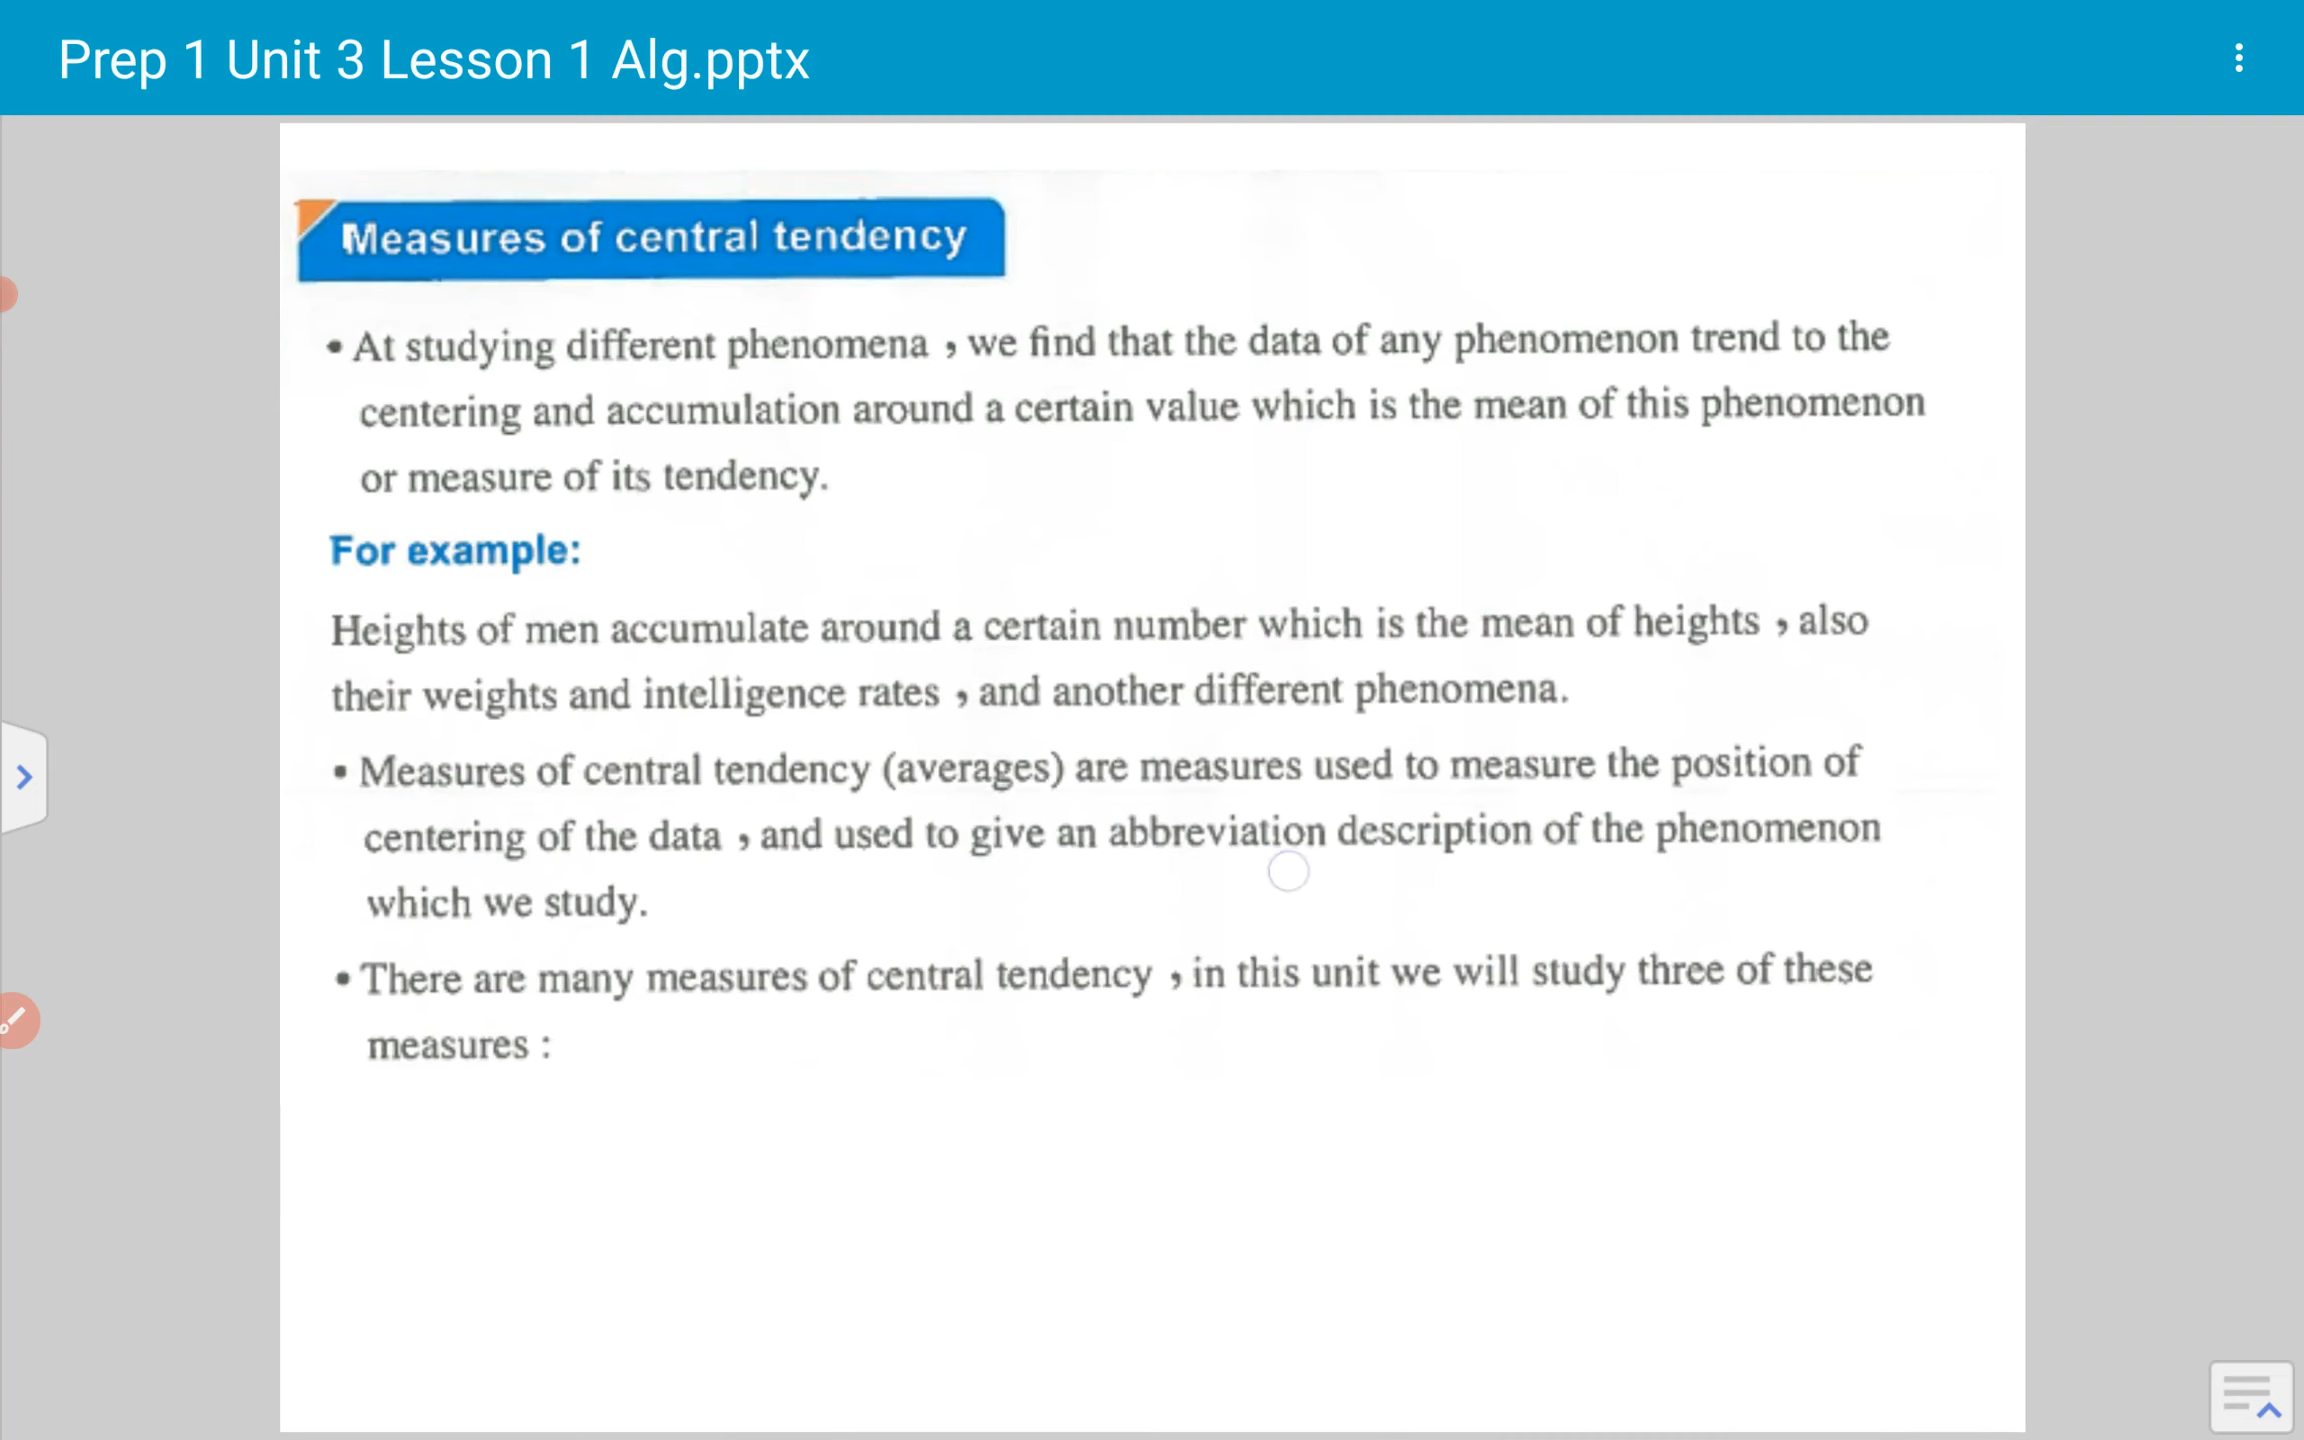 Prep 1 Unit 3 Lesson 1 Alg.pptx
Measures of central tendency
• At studying different phenomena , we find that the data of any phenomenon trend to the
centering and accumulation around a certain value which is the mean of this phenomenon
or measure of its tendency.
For example:
Heights of men accumulate around a certain number which is the mean of heights , also
their weights and intelligence rates , and another different phenomena.
• Measures of central tendency (averages) are measures used to measure the position of
centering of the data , and used to give an abbreviation description of the phenomenon
which we study.
• There are many measures of central tendency , in this unit we will study three of these
measures :